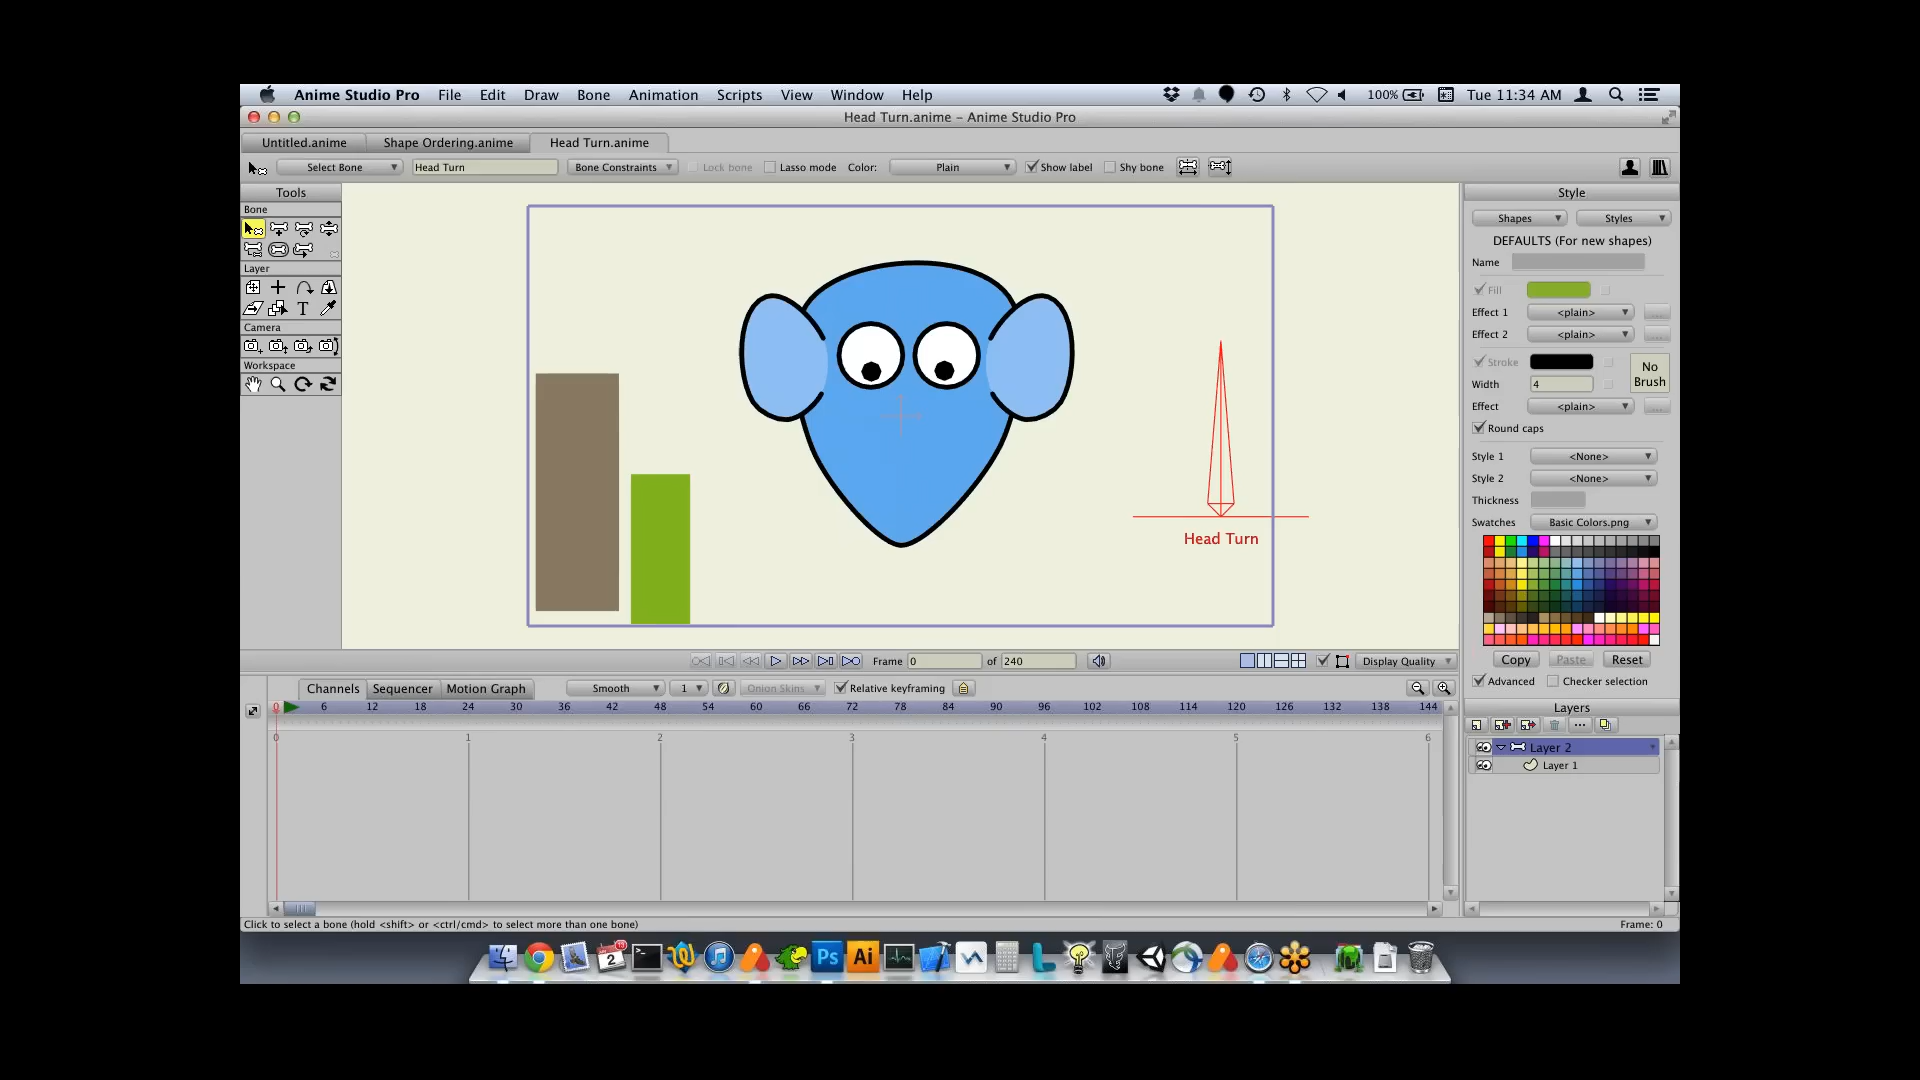 Anime Studio Pro File Edit Draw Bone Animation Scripts View Window Help 100% Tue 11:34 AM
Head Turn.anime – Anime Studio Pro
Untitled.anime Shape Ordering.anime Head Turn.anime
Select Bone Head Turn Bone Constraints Lock bone Lasso mode Color: Plain Show label Shy bone
Tools
Bone
Layer
T
Camera
Workspace
Head Turn
Style
Shapes Styles
DEFAULTS (For new shapes)
Name
Fill
Effect 1 <plain> ...
Effect 2 <plain> ...
Stroke
No
Brush
Width 4
Effect <plain> ...
Round caps
Style 1 <None>
Style 2 <None>
Thickness
Swatches Basic Colors.png
Copy Paste Reset
Advanced Checker selection
Frame 0 of 240 Display Quality
Channels Sequencer Motion Graph Smooth 1 Onion Skins Relative keyframing
0 6 12 18 24 30 36 42 48 54 60 66 72 78 84 90 96 102 108 114 120 126 132 138 144
0 1 2 3 4 5 6
Layers
Layer 2
Layer 1
Click to select a bone (hold <shift> or <ctrl/cmd> to select more than one bone) Frame: 0
2 Ps Ai